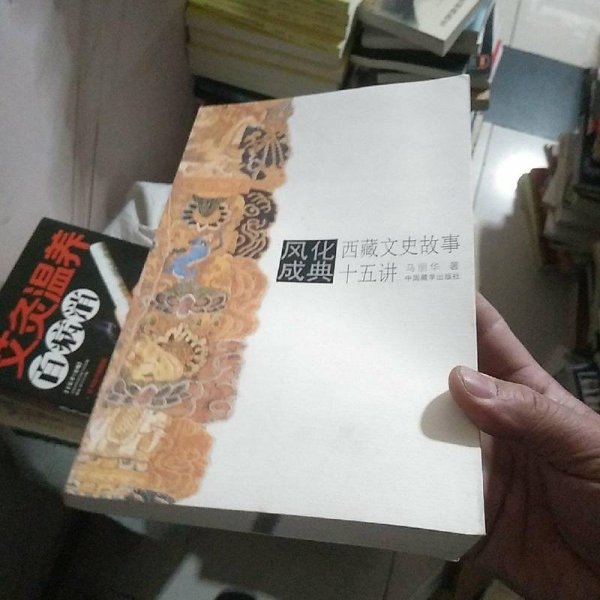 风化 西藏文史故事
成典 十五讲 马丽华 著
中国藏学出版社
艾灸温养
百病消